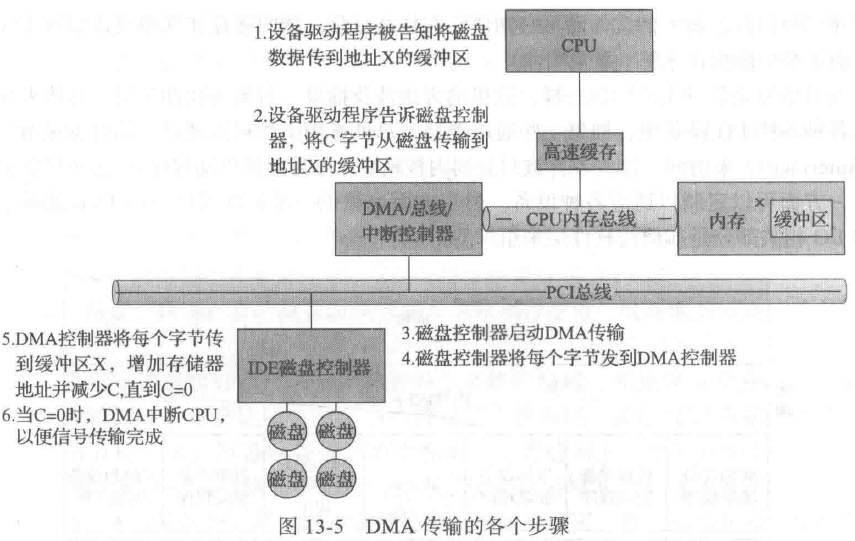 1.设备驱动程序被告知将磁盘
数据传到地址X的缓冲区
2.设备驱动程序告诉磁盘控制
器，将C 字节从磁盘传输到
地址X的缓冲区
CPU
高速缓存
DMA/总线/
中断控制器
CPU内存总线
内存
×
缓冲区
PCI总线
3.磁盘控制器启动DMA传输
4.磁盘控制器将每个字节发到DMA控制器
5.DMA控制器将每个字节传
到缓冲区X，增加存储器
地址并减少C,直到C=0
6.当C=0时，DMA中断CPU，
以便信号传输完成
IDE磁盘控制器
磁盘
磁盘
磁盘
磁盘
图 13-5 DMA 传输的各个步骤